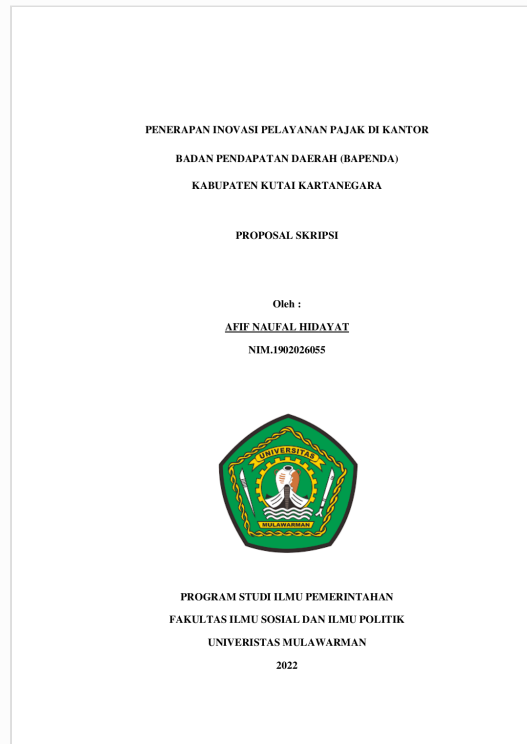 PENERAPAN INOVASI PELAYANAN PAJAK DI KANTOR
BADAN PENDAPATAN DAERAH (BAPENDA)
KABUPATEN KUTAI KARTANEGARA
PROPOSAL SKRIPSI
Oleh :
AFIF NAUFAL HIDAYAT
NIM.1902026055
UNIVERSITAS
MULAWARMAN
PROGRAM STUDI ILMU PEMERINTAHAN
FAKULTAS ILMU SOSIAL DAN ILMU POLITIK
UNIVERISTAS MULAWARMAN
2022